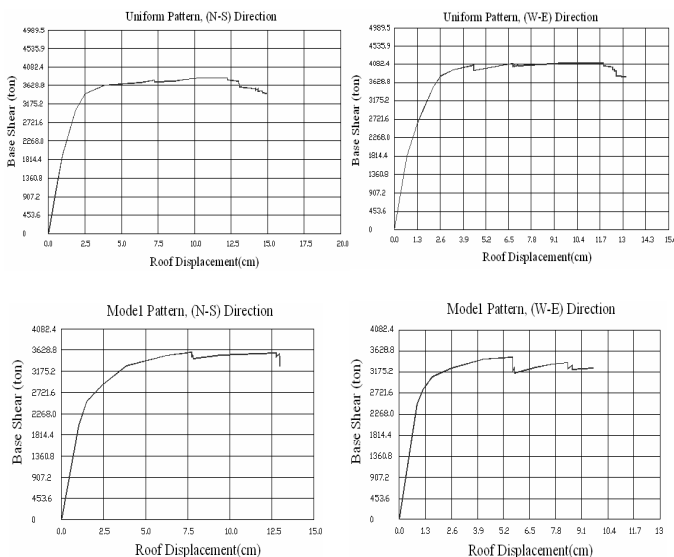 Uniform Pattern, (N-S) Direction
Base Shear (ton)
4989.5
4535.9
4082.4
3628.8
3175.2
2721.6
2268.0
1814.4
1360.8
907.2
453.6
0
0.0 2.5 5.0 7.5 10.0 12.5 15.0 17.5 20.0
Roof Displacement(cm)
Uniform Pattern, (W-E) Direction
Base Shear (ton)
4989.5
4535.9
4082.4
3628.8
3175.2
2721.6
2268.0
1814.4
1360.8
907.2
453.6
0
0.0 1.3 2.6 3.9 5.2 6.5 7.8 9.1 10.4 11.7 13 14.3 15.6
Roof Displacement(cm)
Mode1 Pattern, (N-S) Direction
Base Shear (ton)
4082.4
3628.8
3175.2
2721.6
2268.0
1814.4
1360.8
907.2
453.6
0
0.0 2.5 5.0 7.5 10.0 12.5 15.0
Roof Displacement(cm)
Mode1 Pattern, (W-E) Direction
Base Shear (ton)
4082.4
3628.8
3175.2
2721.6
2268.0
1814.4
1360.8
907.2
453.6
0
0.0 1.3 2.6 3.9 5.2 6.5 7.8 9.1 10.4 11.7 13
Roof Displacement(cm)